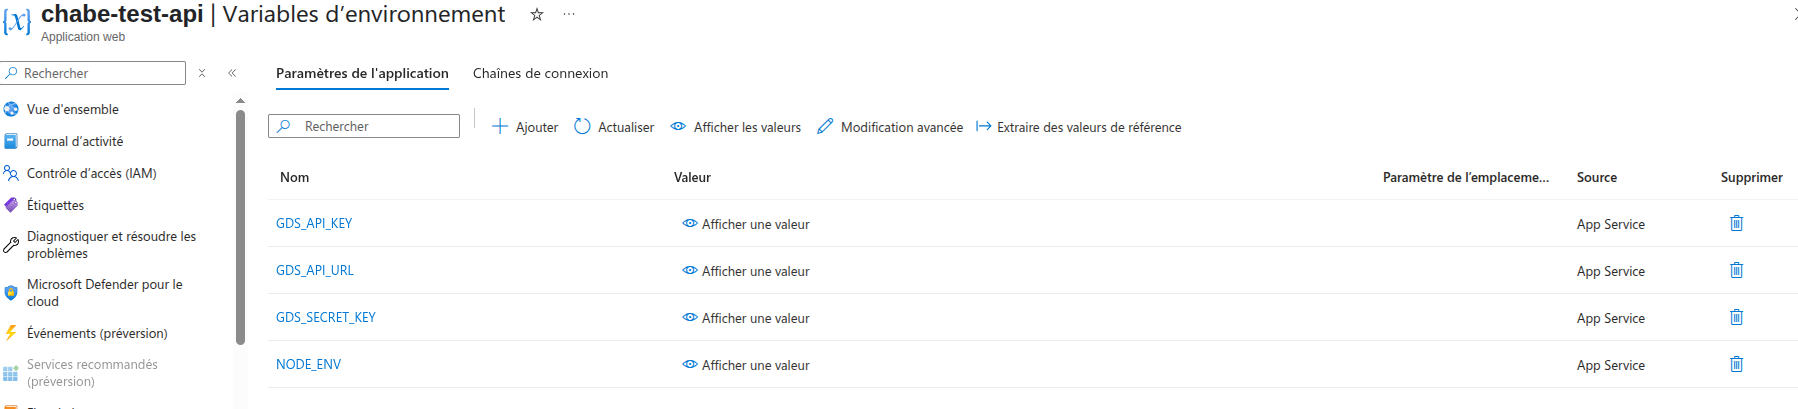 chabe-test-api | Variables d’environnement
Application web
Rechercher
Paramètres de l'application
Chaînes de connexion
Vue d'ensemble
Journal d’activité
Contrôle d’accès (IAM)
Étiquettes
Diagnostiquer et résoudre les
problèmes
Microsoft Defender pour le
cloud
Événements (préversion)
Services recommandés
(préversion)
Rechercher
Ajouter
Actualiser
Afficher les valeurs
Modification avancée
Extraire des valeurs de référence
Nom Valeur Paramètre de l’emplaceme... Source Supprimer
GDS_API_KEY Afficher une valeur App Service
GDS_API_URL Afficher une valeur App Service
GDS_SECRET_KEY Afficher une valeur App Service
NODE_ENV Afficher une valeur App Service